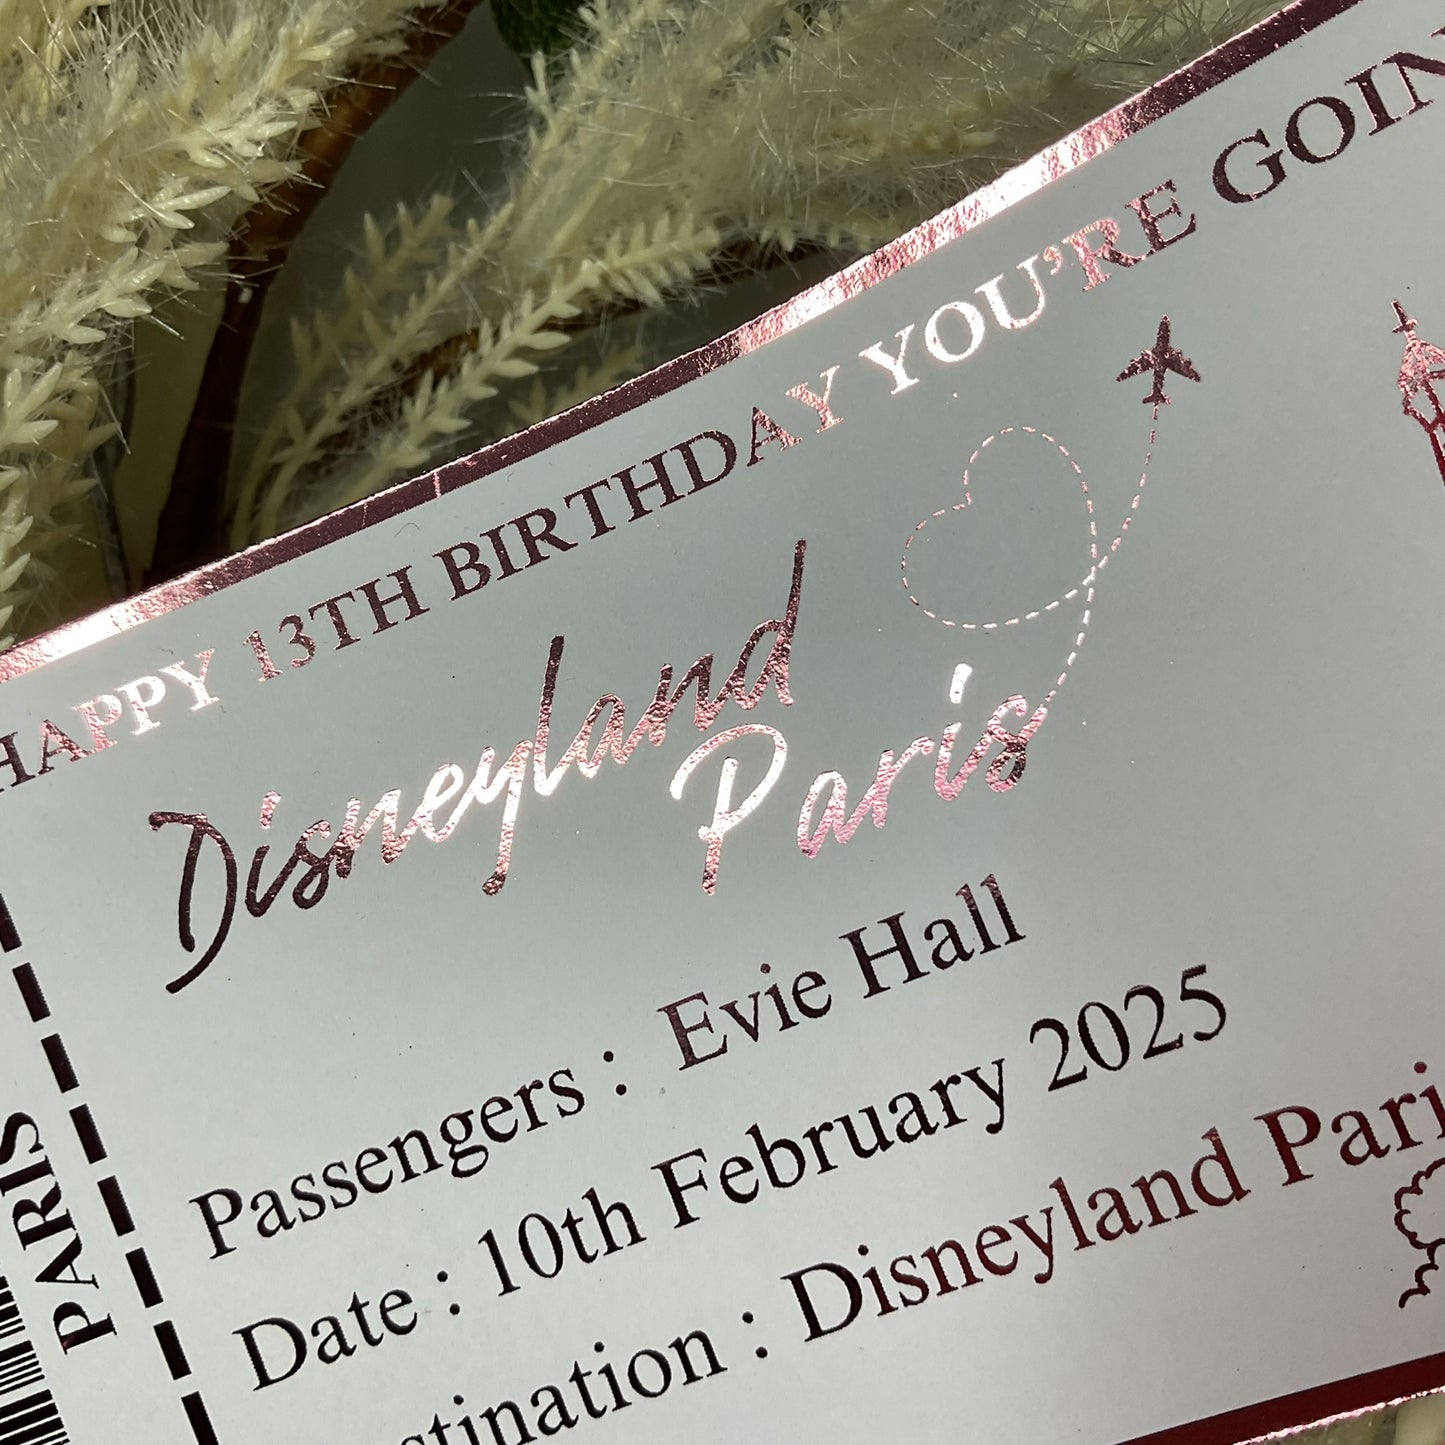 HAPPY 13TH BIRTHDAY YOU'RE GOIN
Disneyland
Paris
Passengers : Evie Hall
Date : 10th February 2025
stination : Disneyland Pari
PARIS
PARIS